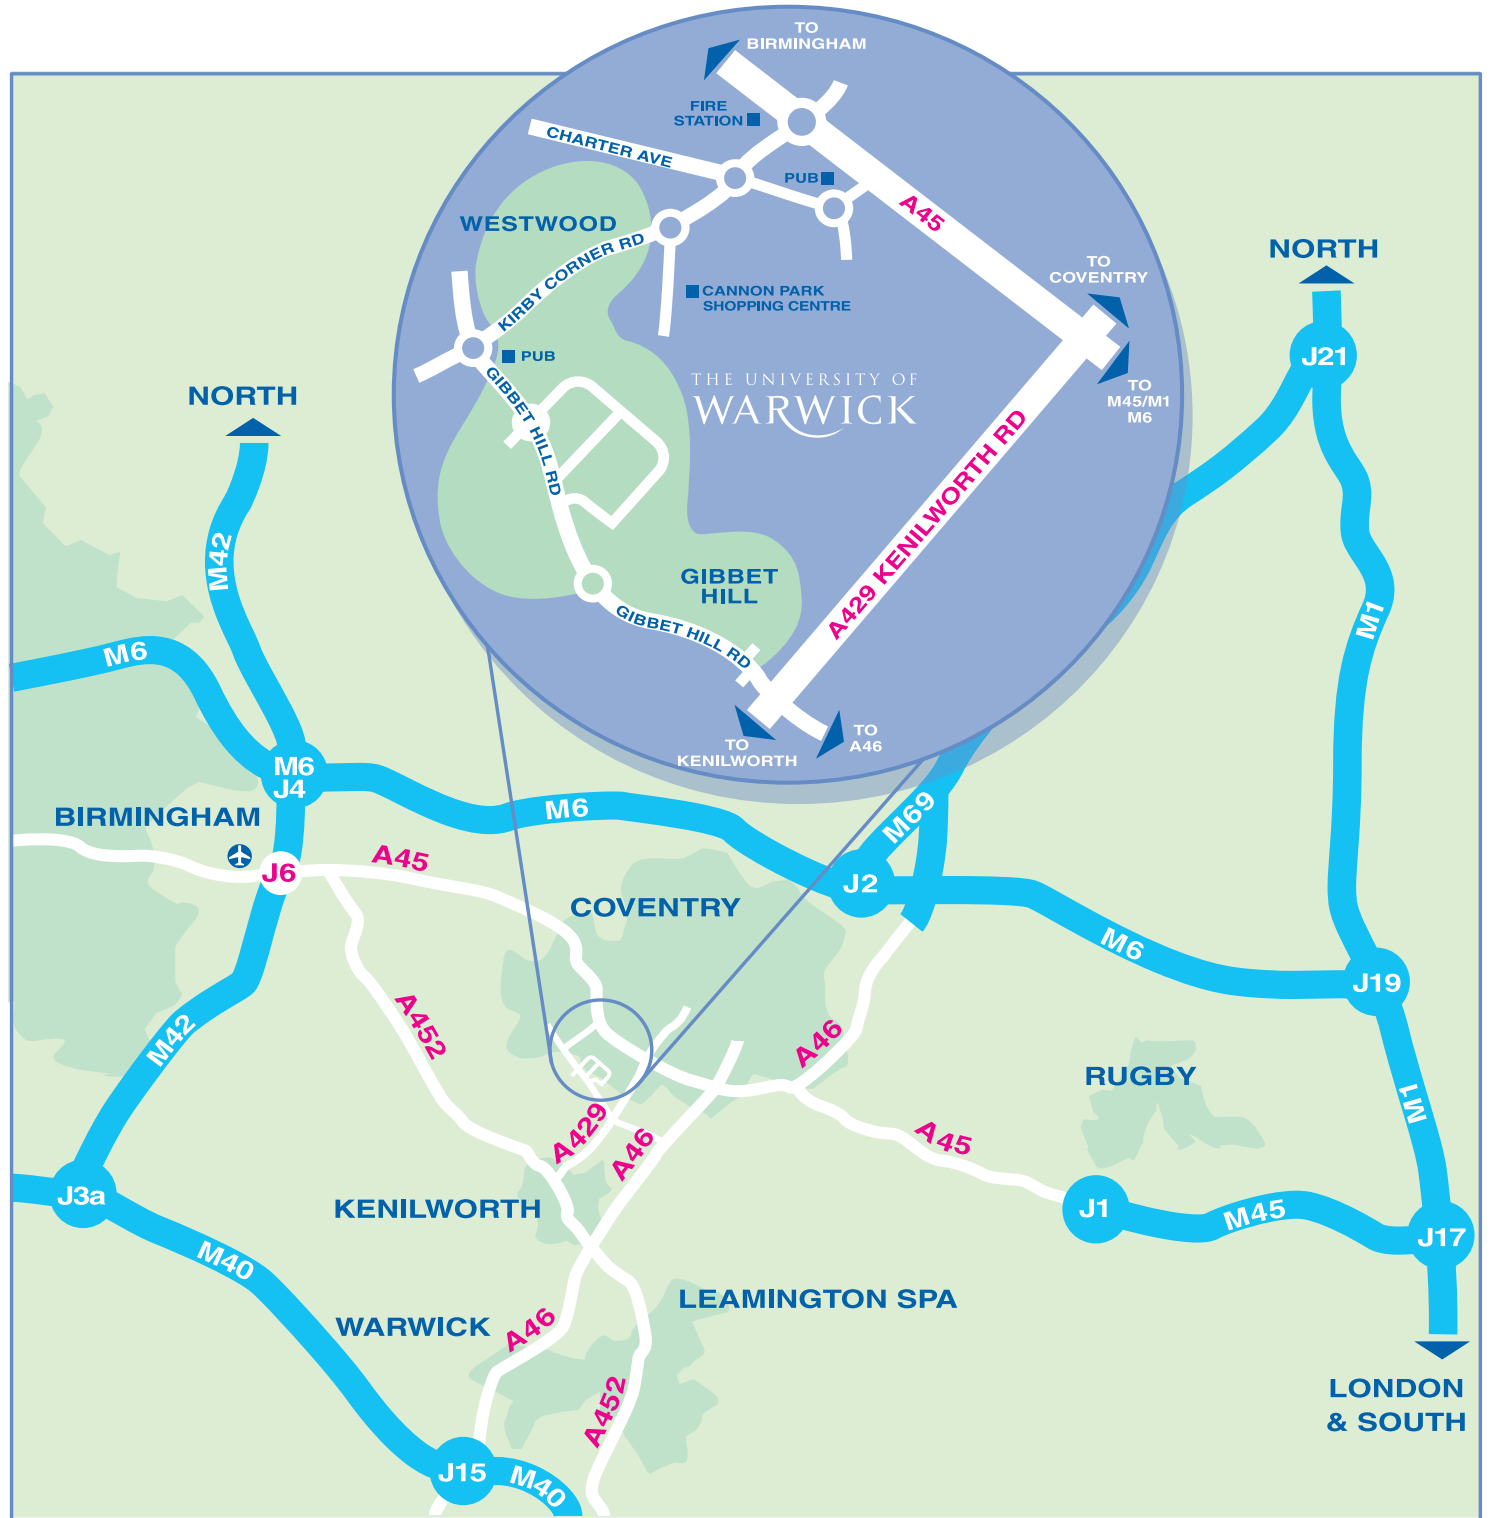 TO
BIRMINGHAM
FIRE
STATION
CHARTER AVE
PUB
A45
WESTWOOD
KIRBY CORNER RD
TO
COVENTRY
CANNON PARK
SHOPPING CENTRE
PUB
THE UNIVERSITY OF
WARWICK
TO
M45/M1
M6
GIBBET HILL RD
A429 KENILWORTH RD
GIBBET
HILL
GIBBET HILL RD
TO
KENILWORTH
TO
A46
NORTH
J21
NORTH
M42
M1
M6
M6
J4
BIRMINGHAM
M6
M69
J6
A45
J2
COVENTRY
M6
J19
A452
M42
A46
RUGBY
M1
A429
A46
A45
J3a
KENILWORTH
J1
M45
J17
M40
LEAMINGTON SPA
WARWICK
A46
A452
LONDON
& SOUTH
J15
M40